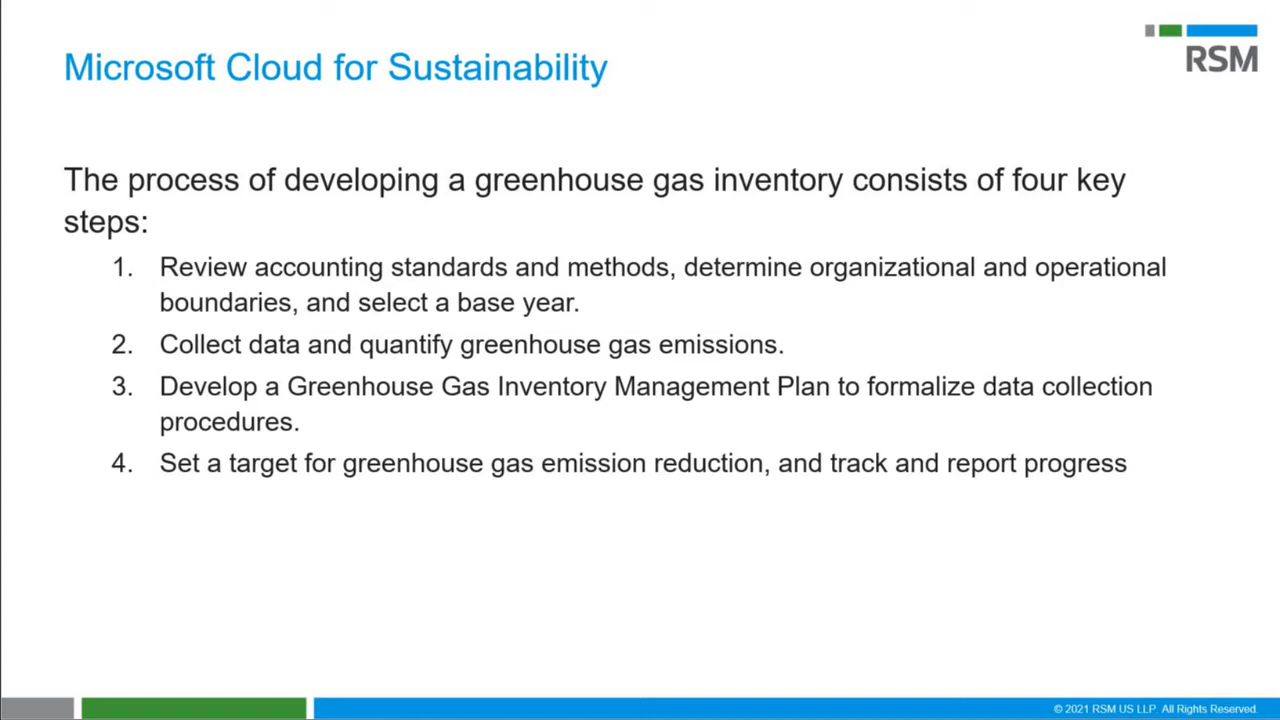 Microsoft Cloud for Sustainability
RSM
The process of developing a greenhouse gas inventory consists of four key
steps:
1. Review accounting standards and methods, determine organizational and operational
boundaries, and select a base year.
2. Collect data and quantify greenhouse gas emissions.
3. Develop a Greenhouse Gas Inventory Management Plan to formalize data collection
procedures.
4. Set a target for greenhouse gas emission reduction, and track and report progress
© 2021 RSM US LLP. All Rights Reserved.